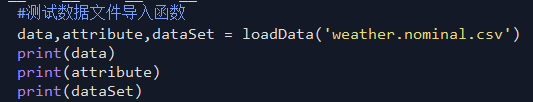 #测试数据文件导入函数
data,attribute,dataSet = loadData('weather.nominal.csv')
print(data)
print(attribute)
print(dataSet)